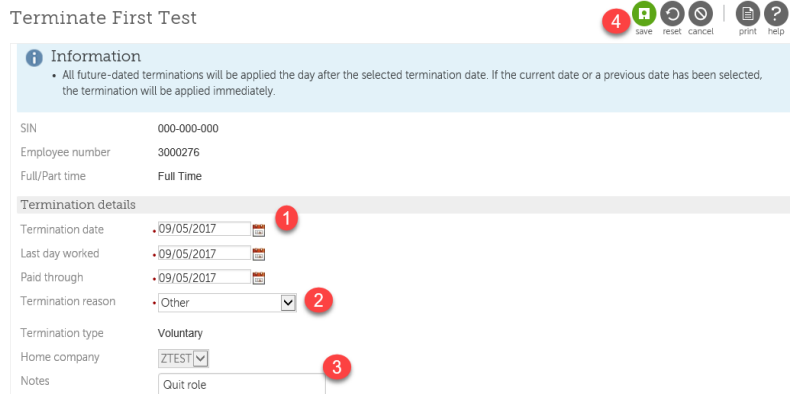 Terminate First Test
4
save reset cancel print help
Information
• All future-dated terminations will be applied the day after the selected termination date. If the current date or a previous date has been selected,
the termination will be applied immediately.
SIN 000-000-000
Employee number 3000276
Full/Part time Full Time
Termination details
1
Termination date • 09/05/2017
Last day worked • 09/05/2017
Paid through • 09/05/2017
Termination reason • Other 2
Termination type Voluntary
Home company ZTEST
3
Notes Quit role